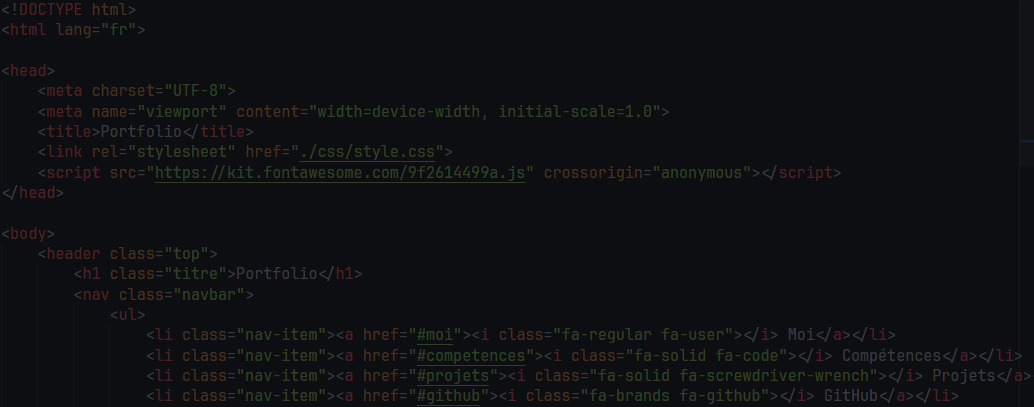 <!DOCTYPE html>
<html lang="fr">
<head>
<meta charset="UTF-8">
<meta name="viewport" content="width=device-width, initial-scale=1.0">
<title>Portfolio</title>
<link rel="stylesheet" href="./css/style.css">
<script src="https://kit.fontawesome.com/9f2614499a.js" crossorigin="anonymous"></script>
</head>
<body>
<header class="top">
<h1 class="titre">Portfolio</h1>
<nav class="navbar">
<ul>
<li class="nav-item"><a href="#moi"><i class="fa-regular fa-user"></i> Moi</a></li>
<li class="nav-item"><a href="#competences"><i class="fa-solid fa-code"></i> Compétences</a></li>
<li class="nav-item"><a href="#projets"><i class="fa-solid fa-screwdriver-wrench"></i> Projets</a>
<li class="nav-item"><a href="#github"><i class="fa-brands fa-github"></i> GitHub</a></li>